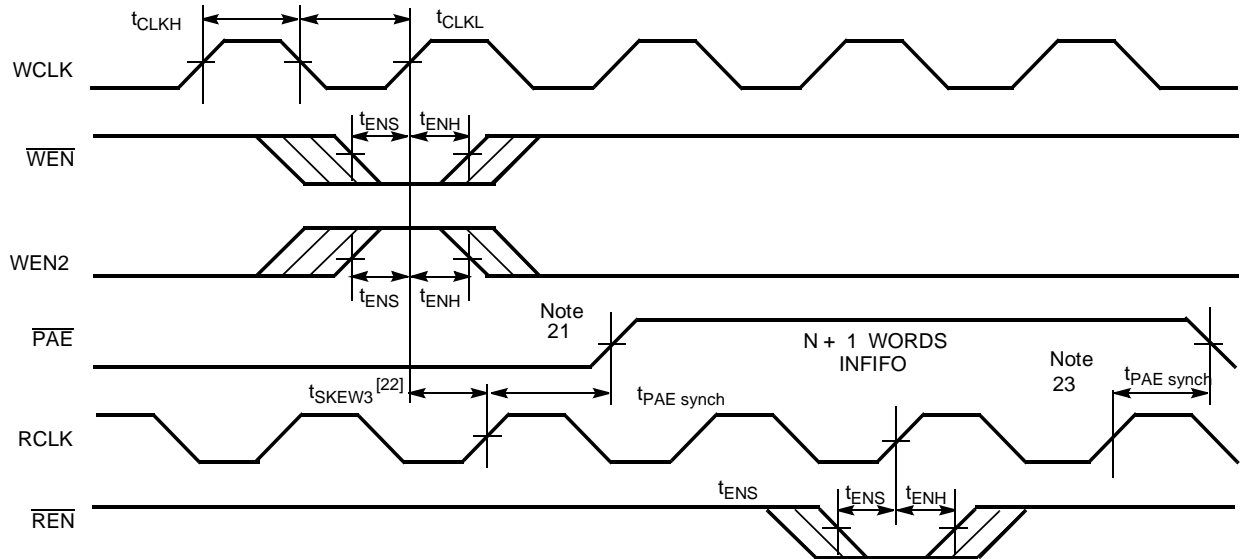 tCLKH
tCLKL
WCLK
tENS
tENH
WEN
WEN2
tENS
tENH
Note
21
PAE
N + 1 WORDS
INFIFO
Note
23
tSKEW3 [22]
tPAE synch
tPAE synch
RCLK
tENS
tENS
tENH
REN